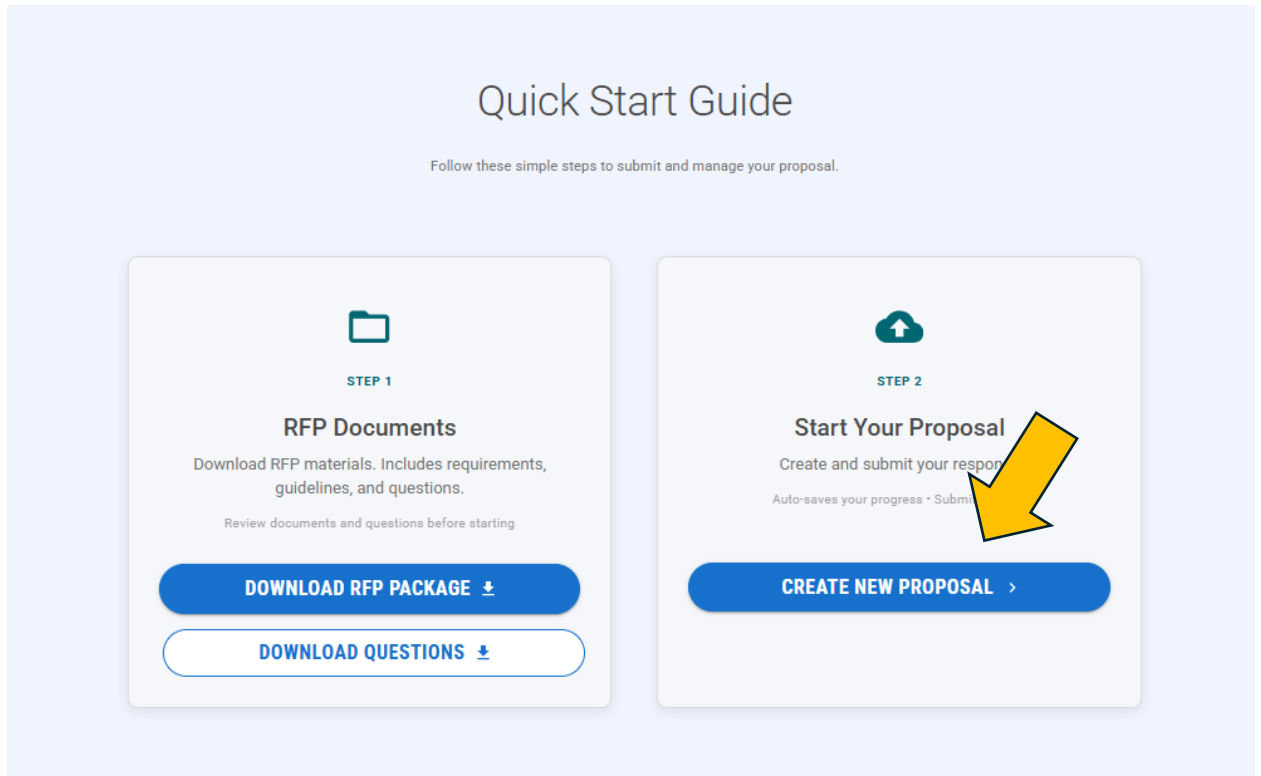 Quick Start Guide
Follow these simple steps to submit and manage your proposal.
STEP 1
RFP Documents
Download RFP materials. Includes requirements,
guidelines, and questions.
Review documents and questions before starting
DOWNLOAD RFP PACKAGE
DOWNLOAD QUESTIONS
STEP 2
Start Your Proposal
Create and submit your
Auto-saves your progress •
CREATE NEW PROPOSAL >